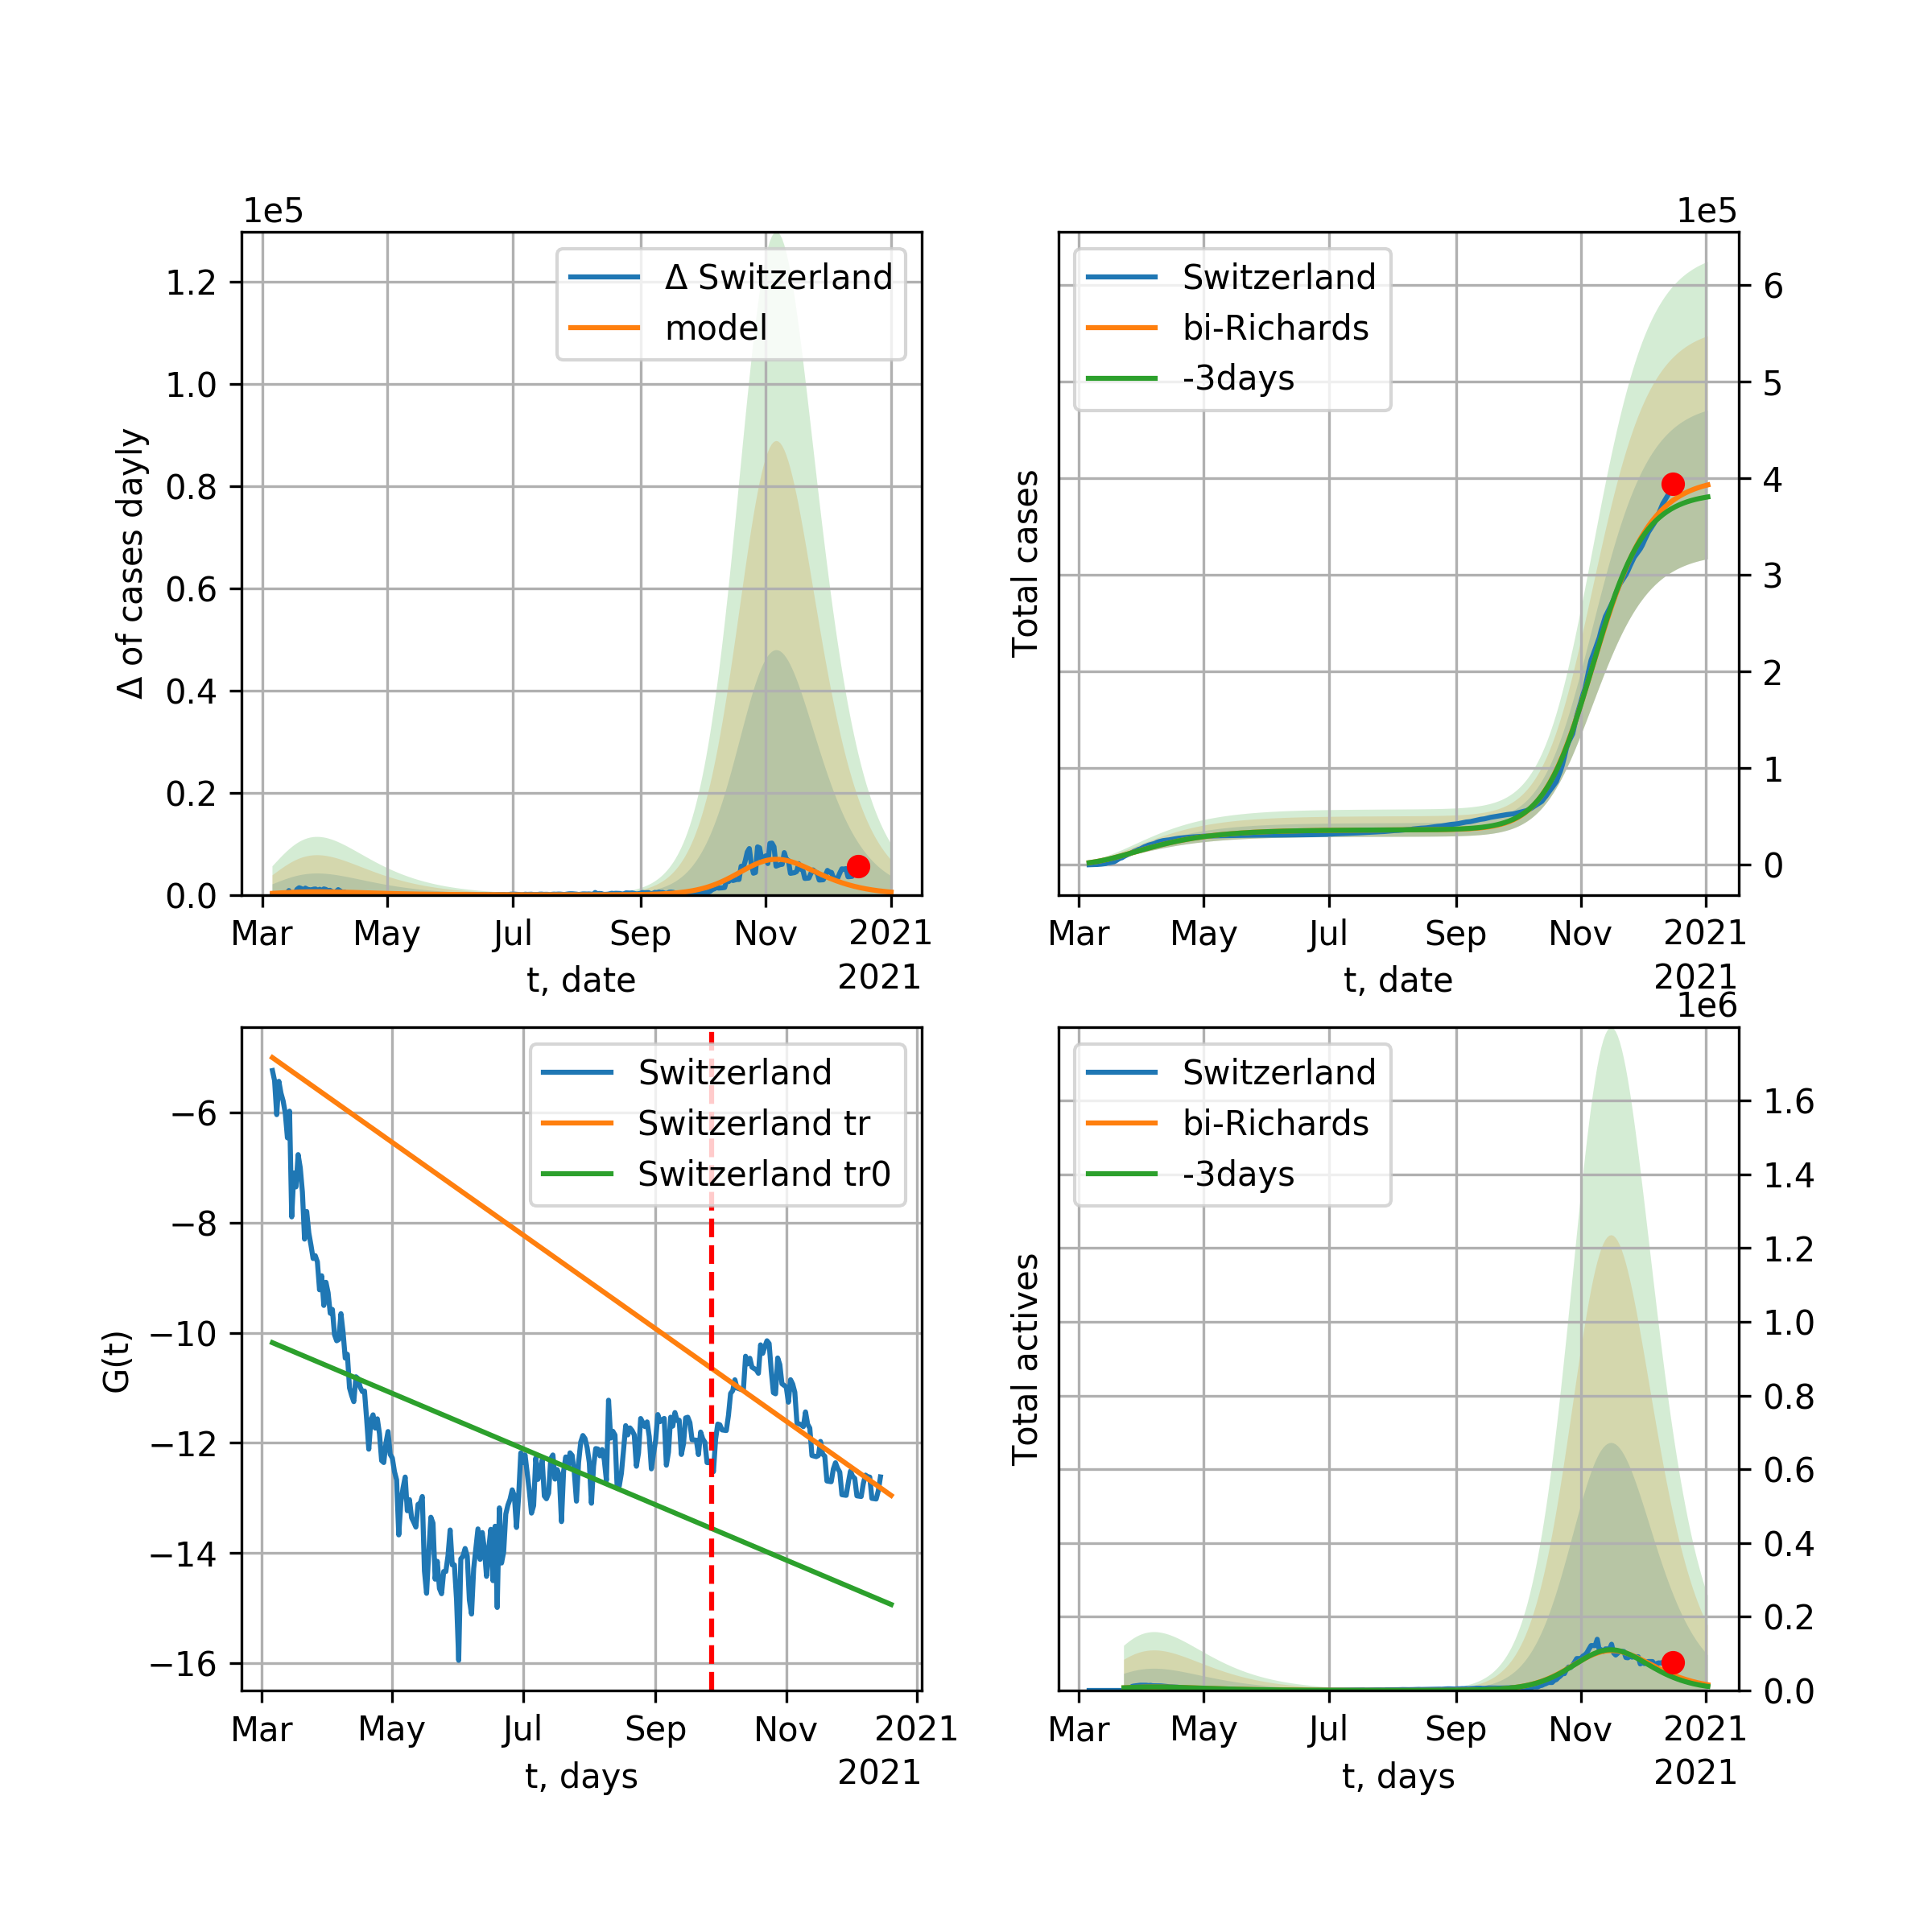 1e5
Δ of cases dayly
1.2
1.0
0.8
0.6
0.4
0.2
0.0
Δ Switzerland
model
Mar May Jul Sep Nov 2021
t, date 2021
1e5
Total cases
Switzerland
bi-Richards
-3days
6
5
4
3
2
1
0
Mar May Jul Sep Nov 2021
t, date 2021
G(t)
−6
−8
−10
−12
−14
−16
Switzerland
Switzerland tr
Switzerland tr0
Mar May Jul Sep Nov 2021
t, days 2021
1e6
Total actives
Switzerland
bi-Richards
-3days
1.6
1.4
1.2
1.0
0.8
0.6
0.4
0.2
0.0
Mar May Jul Sep Nov 2021
t, days 2021